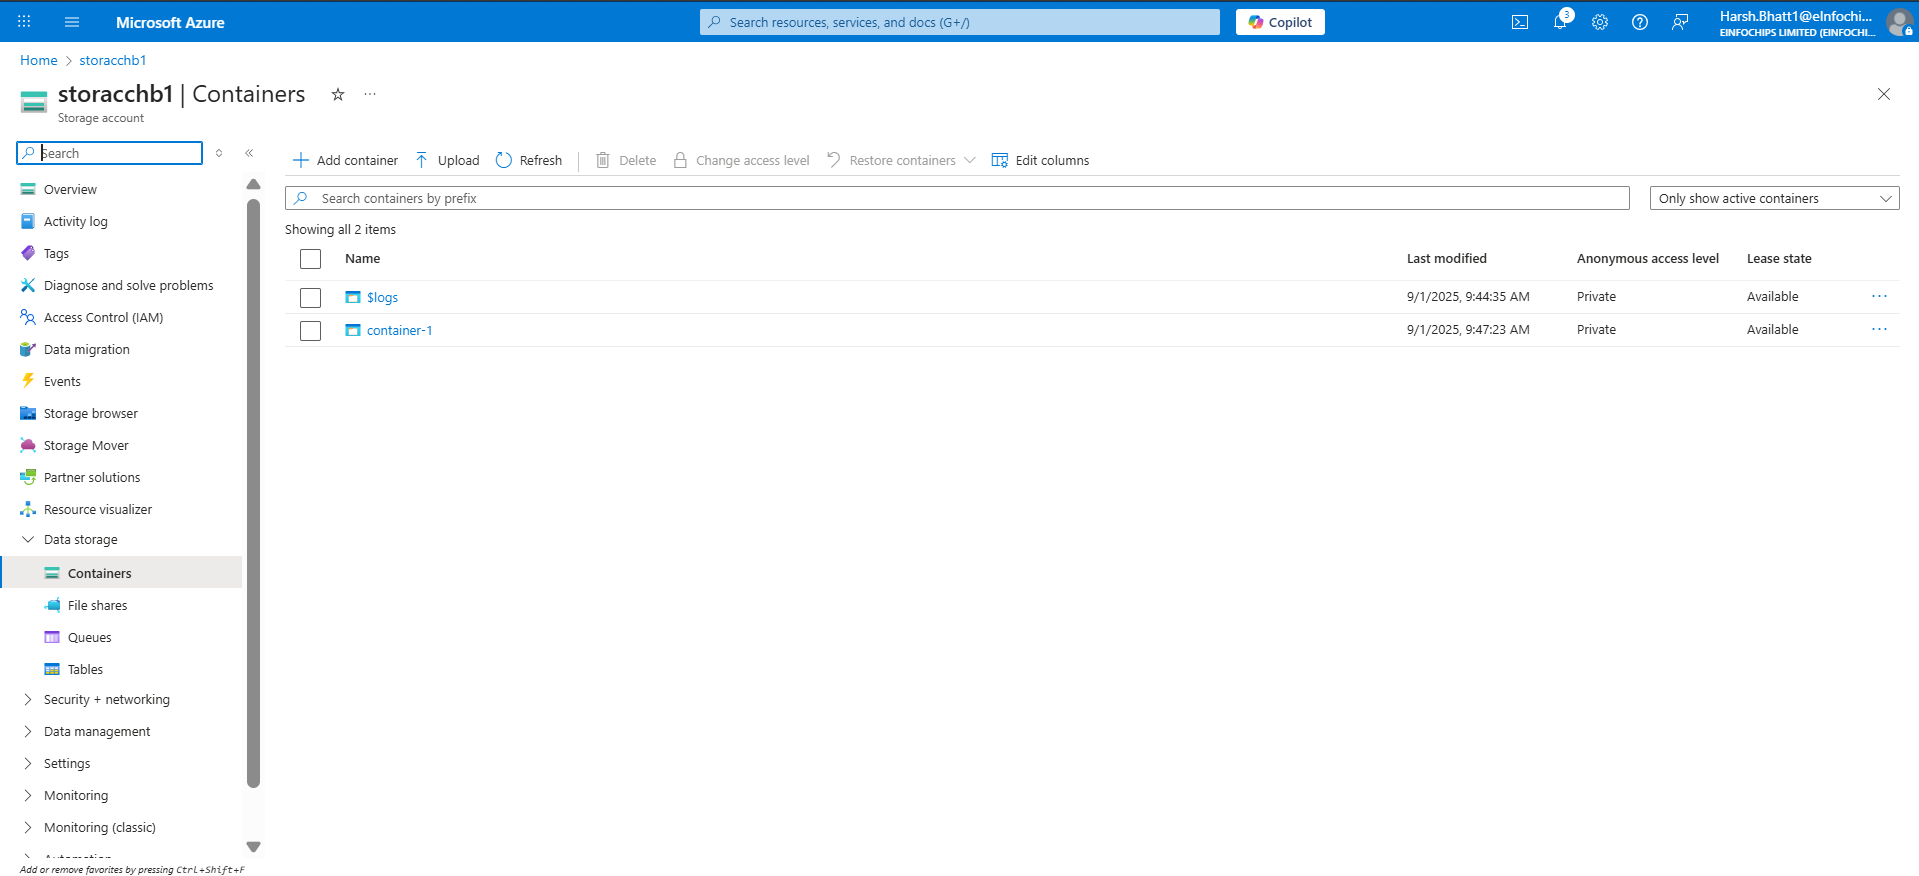 Microsoft Azure
Search resources, services, and docs (G+/)
Copilot
3
Harsh.Bhatt1@eInfochi...
EINFOCHIPS LIMITED (EINFOCHI...
Home > storacchb1
storacchb1 | Containers
Storage account
Search
Overview
Activity log
Tags
Diagnose and solve problems
Access Control (IAM)
Data migration
Events
Storage browser
Storage Mover
Partner solutions
Resource visualizer
Data storage
Containers
File shares
Queues
Tables
Security + networking
Data management
Settings
Monitoring
Monitoring (classic)
Automation
Add or remove favorites by pressing Ctrl+Shift+F
Add container Upload Refresh Delete Change access level Restore containers Edit columns
Search containers by prefix
Only show active containers
Showing all 2 items
Name Last modified Anonymous access level Lease state
$logs 9/1/2025, 9:44:35 AM Private Available
container-1 9/1/2025, 9:47:23 AM Private Available